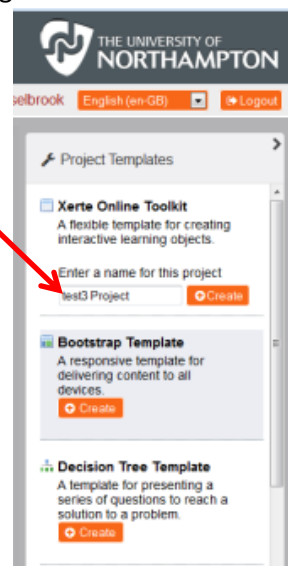 THE UNIVERSITY OF
NORTHAMPTON
selbrook
English (en-GB)
Logout
Project Templates
Xerte Online Toolkit
A flexible template for creating
interactive learning objects.
Enter a name for this project
test3 Project
Create
Bootstrap Template
A responsive template for
delivering content to all
devices.
Create
Decision Tree Template
A template for presenting a
series of questions to reach a
solution to a problem.
Create